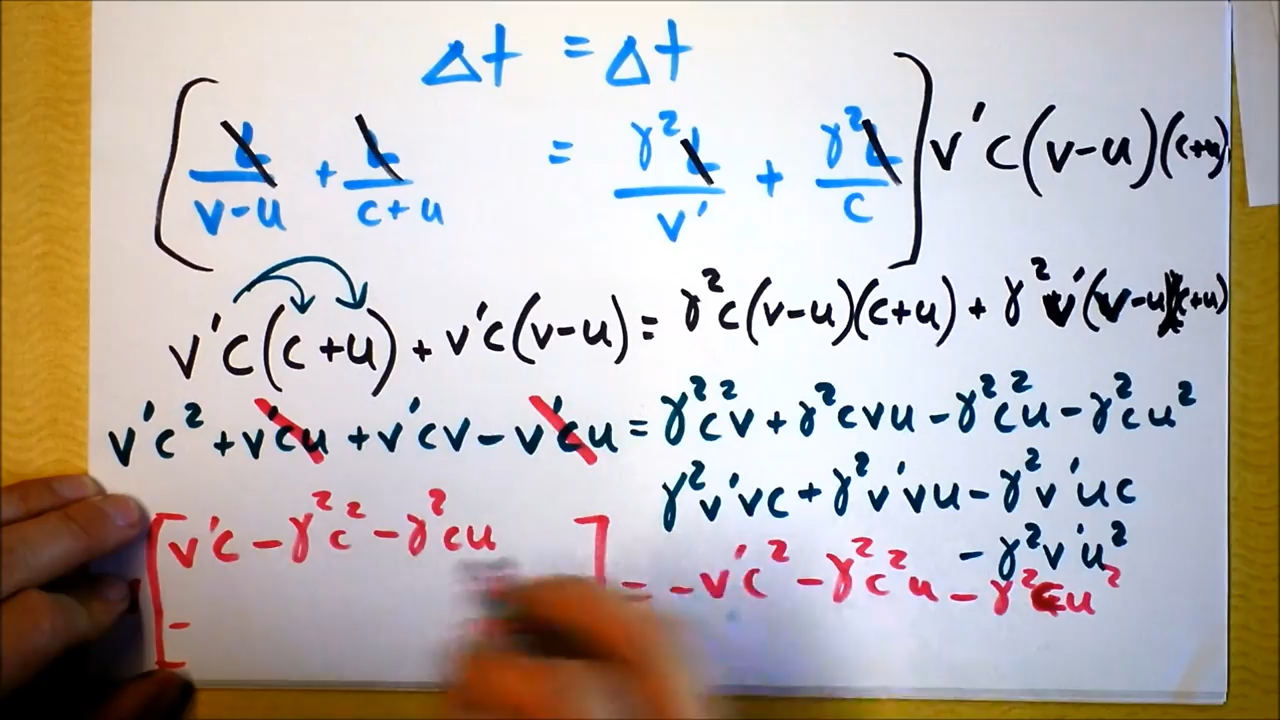 Δt = Δt
[ L/(v-u) + L/(c+u) = γ²L/v' + γ²L/c ] v'c(v-u)(c+u)
v'c(c+u) + v'c(v-u) = γ²c(v-u)(c+u) + γ²v'(v-u)(c+u)
v'c² + v'cu + v'cv - v'cu = γ²c²v + γ²cvu - γ²c²u - γ²cu²
γ²v'vc + γ²v'vu - γ²v'uc
- γ²v'u²
[ v'c - γ²c² - γ²cu
- ] = -v'c² - γ²c²u - γ²cu²